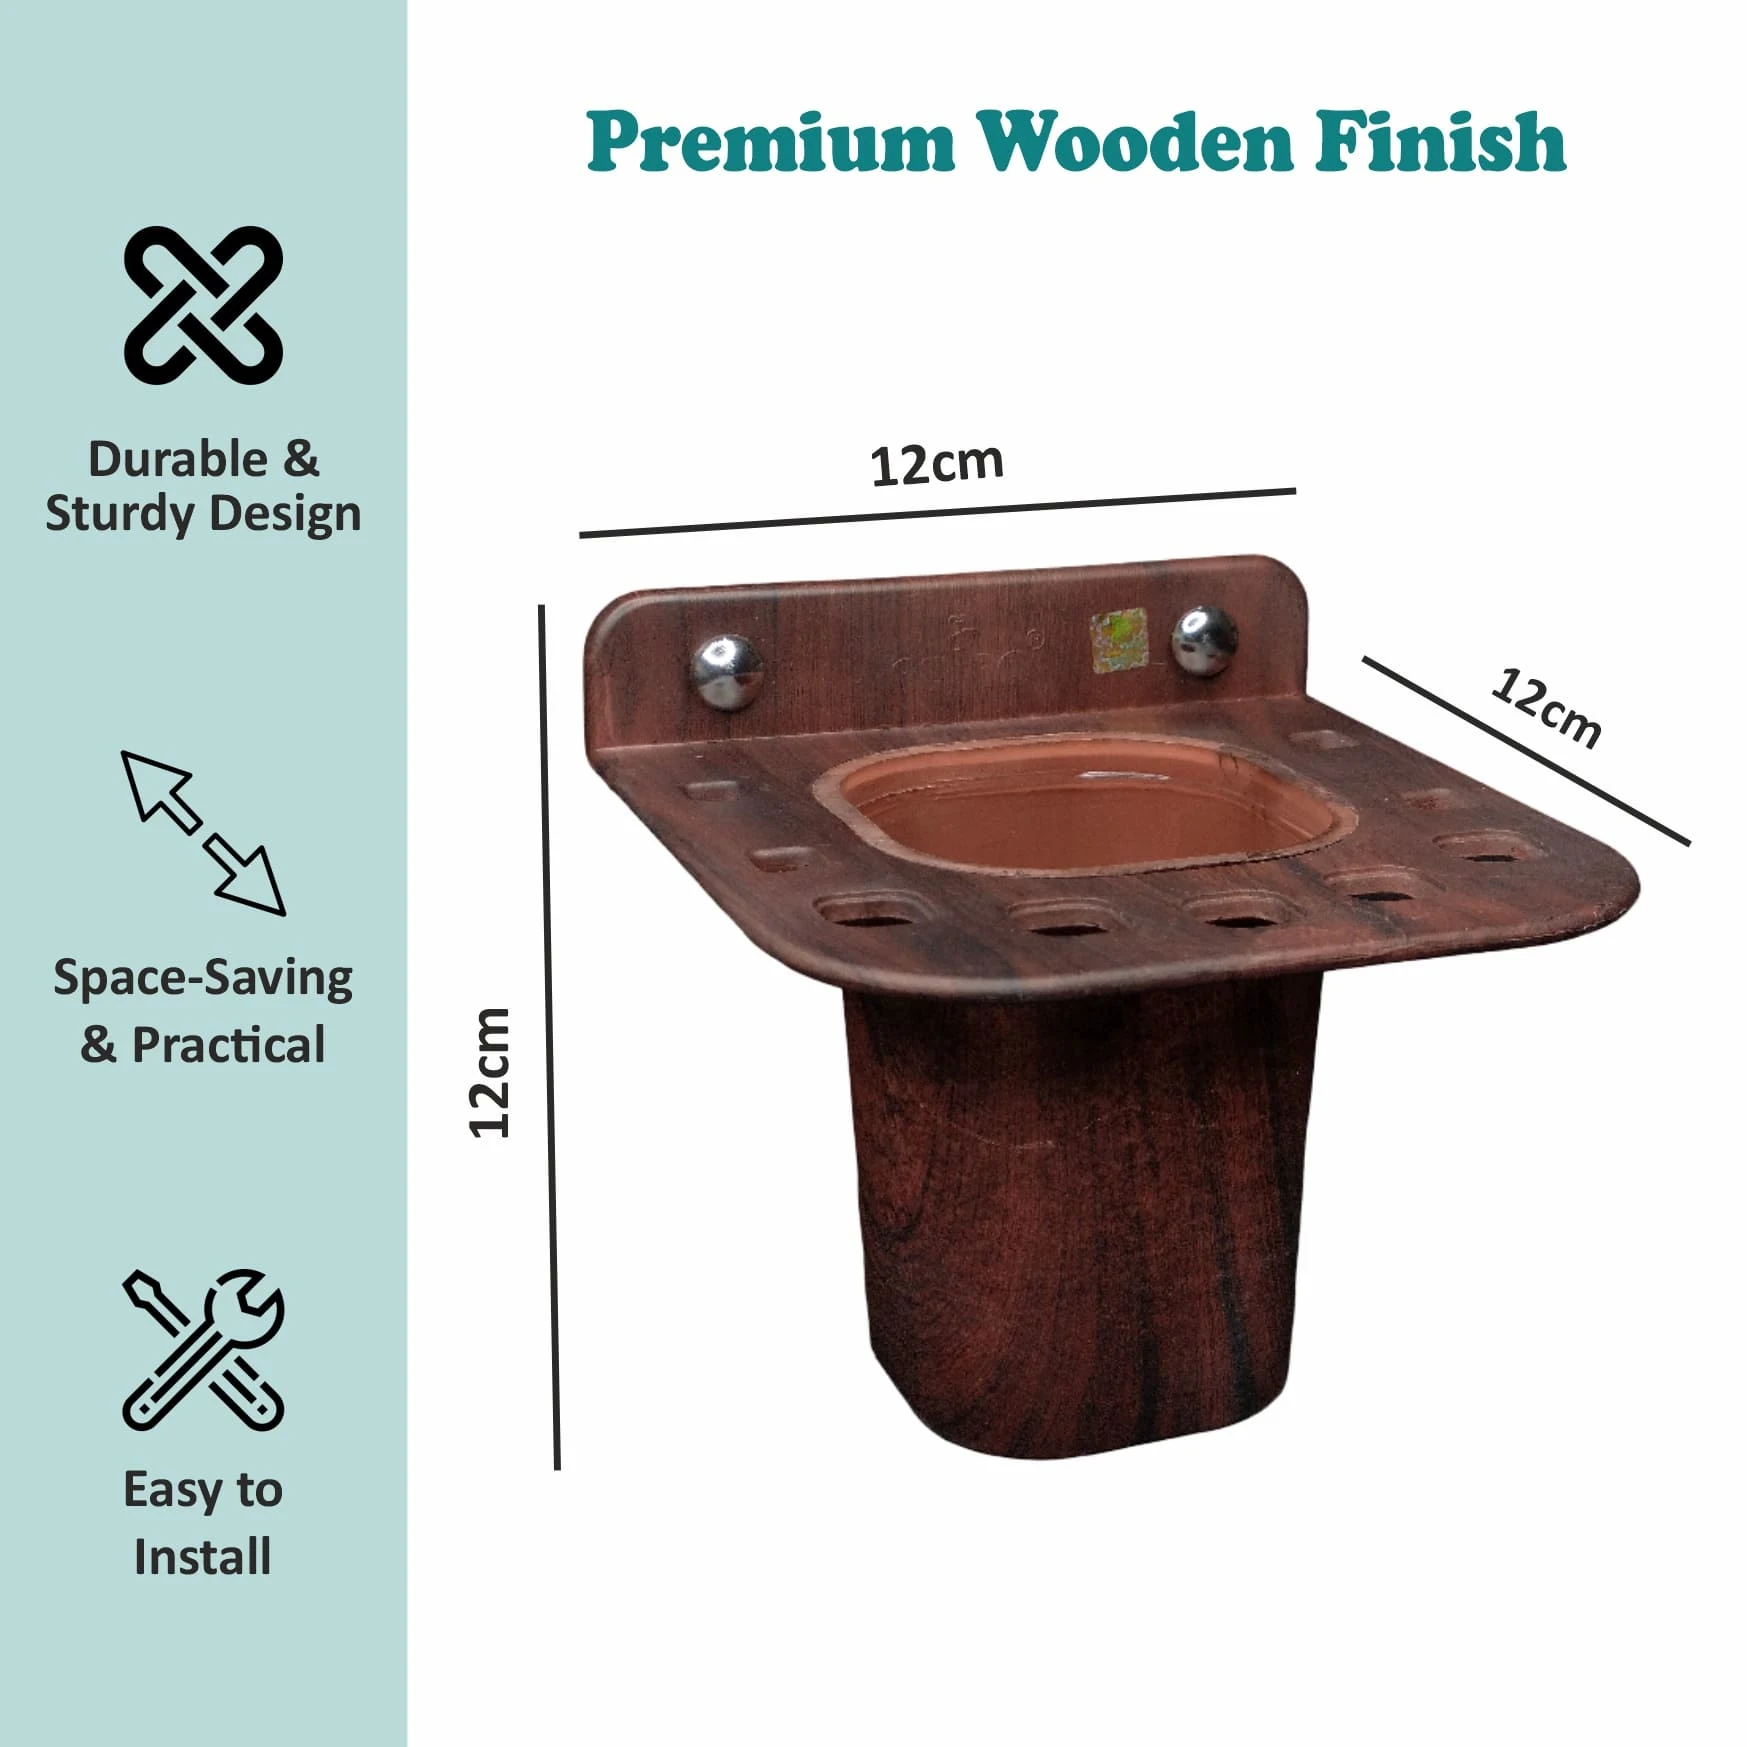 Premium Wooden Finish
Durable &
Sturdy Design
Space-Saving
& Practical
Easy to
Install
12cm
12cm
12cm